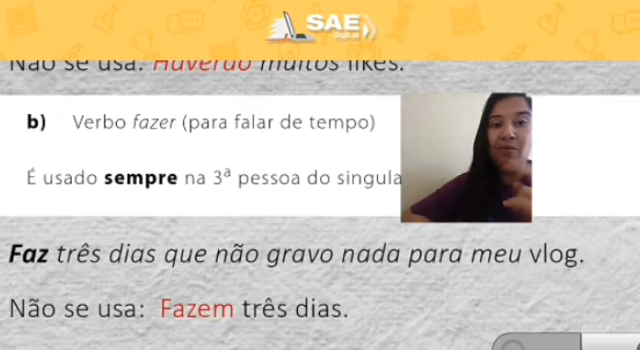 SAE
digital
Não se usa: Haverão muitos likes.
b) Verbo fazer (para falar de tempo)
É usado sempre na 3ª pessoa do singula
Faz três dias que não gravo nada para meu vlog.
Não se usa: Fazem três dias.